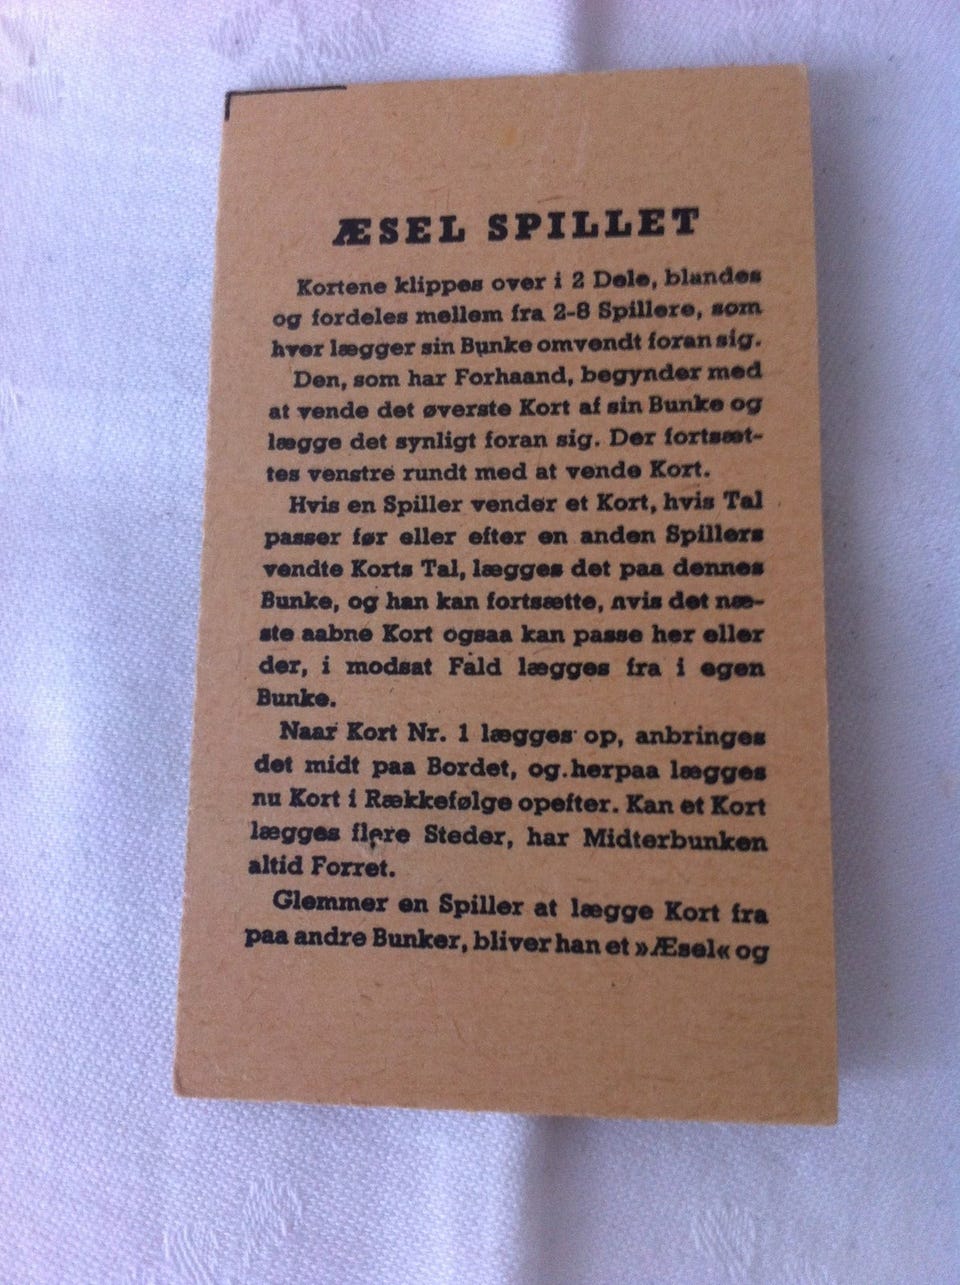 ÆSEL SPILLET
Kortene klippes over i 2 Dele, blandes
og fordeles mellem fra 2-8 Spillere, som
hver lægger sin Bunke omvendt foran sig.
Den, som har Forhaand, begynder med
at vende det øverste Kort af sin Bunke og
lægge det synligt foran sig. Der fortsæt-
tes venstre rundt med at vende Kort.
Hvis en Spiller vender et Kort, hvis Tal
passer før eller efter en anden Spillers
vendte Korts Tal, lægges det paa dennes
Bunke, og han kan fortsætte, hvis det næ-
ste aabne Kort ogsaa kan passe her eller
der, i modsat Fald lægges fra i egen
Bunke.
Naar Kort Nr. 1 lægges op, anbringes
det midt paa Bordet, og herpaa lægges
nu Kort i Rækkefølge opefter. Kan et Kort
lægges flere Steder, har Midterbunken
altid Forret.
Glemmer en Spiller at lægge Kort fra
paa andre Bunker, bliver han et »Æsel« og